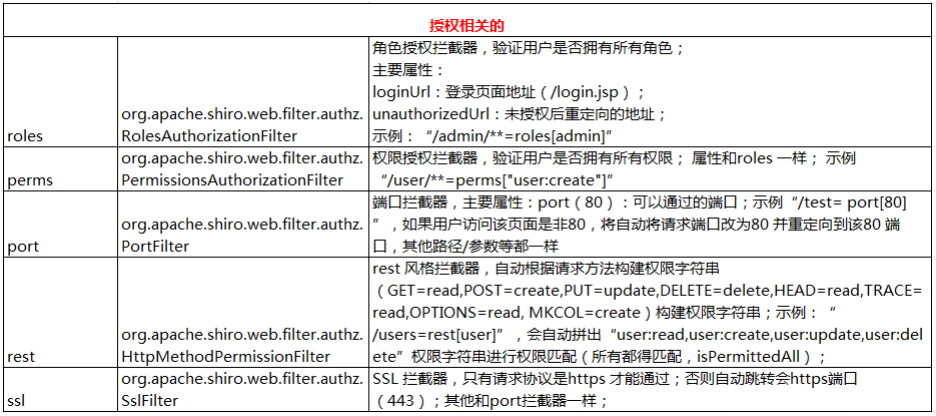 授权相关的
roles
org.apache.shiro.web.filter.authz.
RolesAuthorizationFilter
角色授权拦截器，验证用户是否拥有所有角色；
主要属性：
loginUrl：登录页面地址（/login.jsp）；
unauthorizedUrl：未授权后重定向的地址；
示例：“/admin/**=roles[admin]”
perms
org.apache.shiro.web.filter.authz.
PermissionsAuthorizationFilter
权限授权拦截器，验证用户是否拥有所有权限； 属性和roles 一样； 示例
“/user/**=perms["user:create"]”
port
org.apache.shiro.web.filter.authz.
PortFilter
端口拦截器，主要属性：port（80）：可以通过的端口；示例“/test= port[80]
”，如果用户访问该页面是非80，将自动将请求端口改为80 并重定向到该80 端
口，其他路径/参数等都一样
rest
org.apache.shiro.web.filter.authz.
HttpMethodPermissionFilter
rest 风格拦截器，自动根据请求方法构建权限字符串
（GET=read,POST=create,PUT=update,DELETE=delete,HEAD=read,TRACE=
read,OPTIONS=read, MKCOL=create）构建权限字符串；示例：“
/users=rest[user]”，会自动拼出“user:read,user:create,user:update,user:del
ete”权限字符串进行权限匹配（所有都得匹配，isPermittedAll）；
ssl
org.apache.shiro.web.filter.authz.
SslFilter
SSL 拦截器，只有请求协议是https 才能通过；否则自动跳转会https端口
（443）；其他和port拦截器一样；